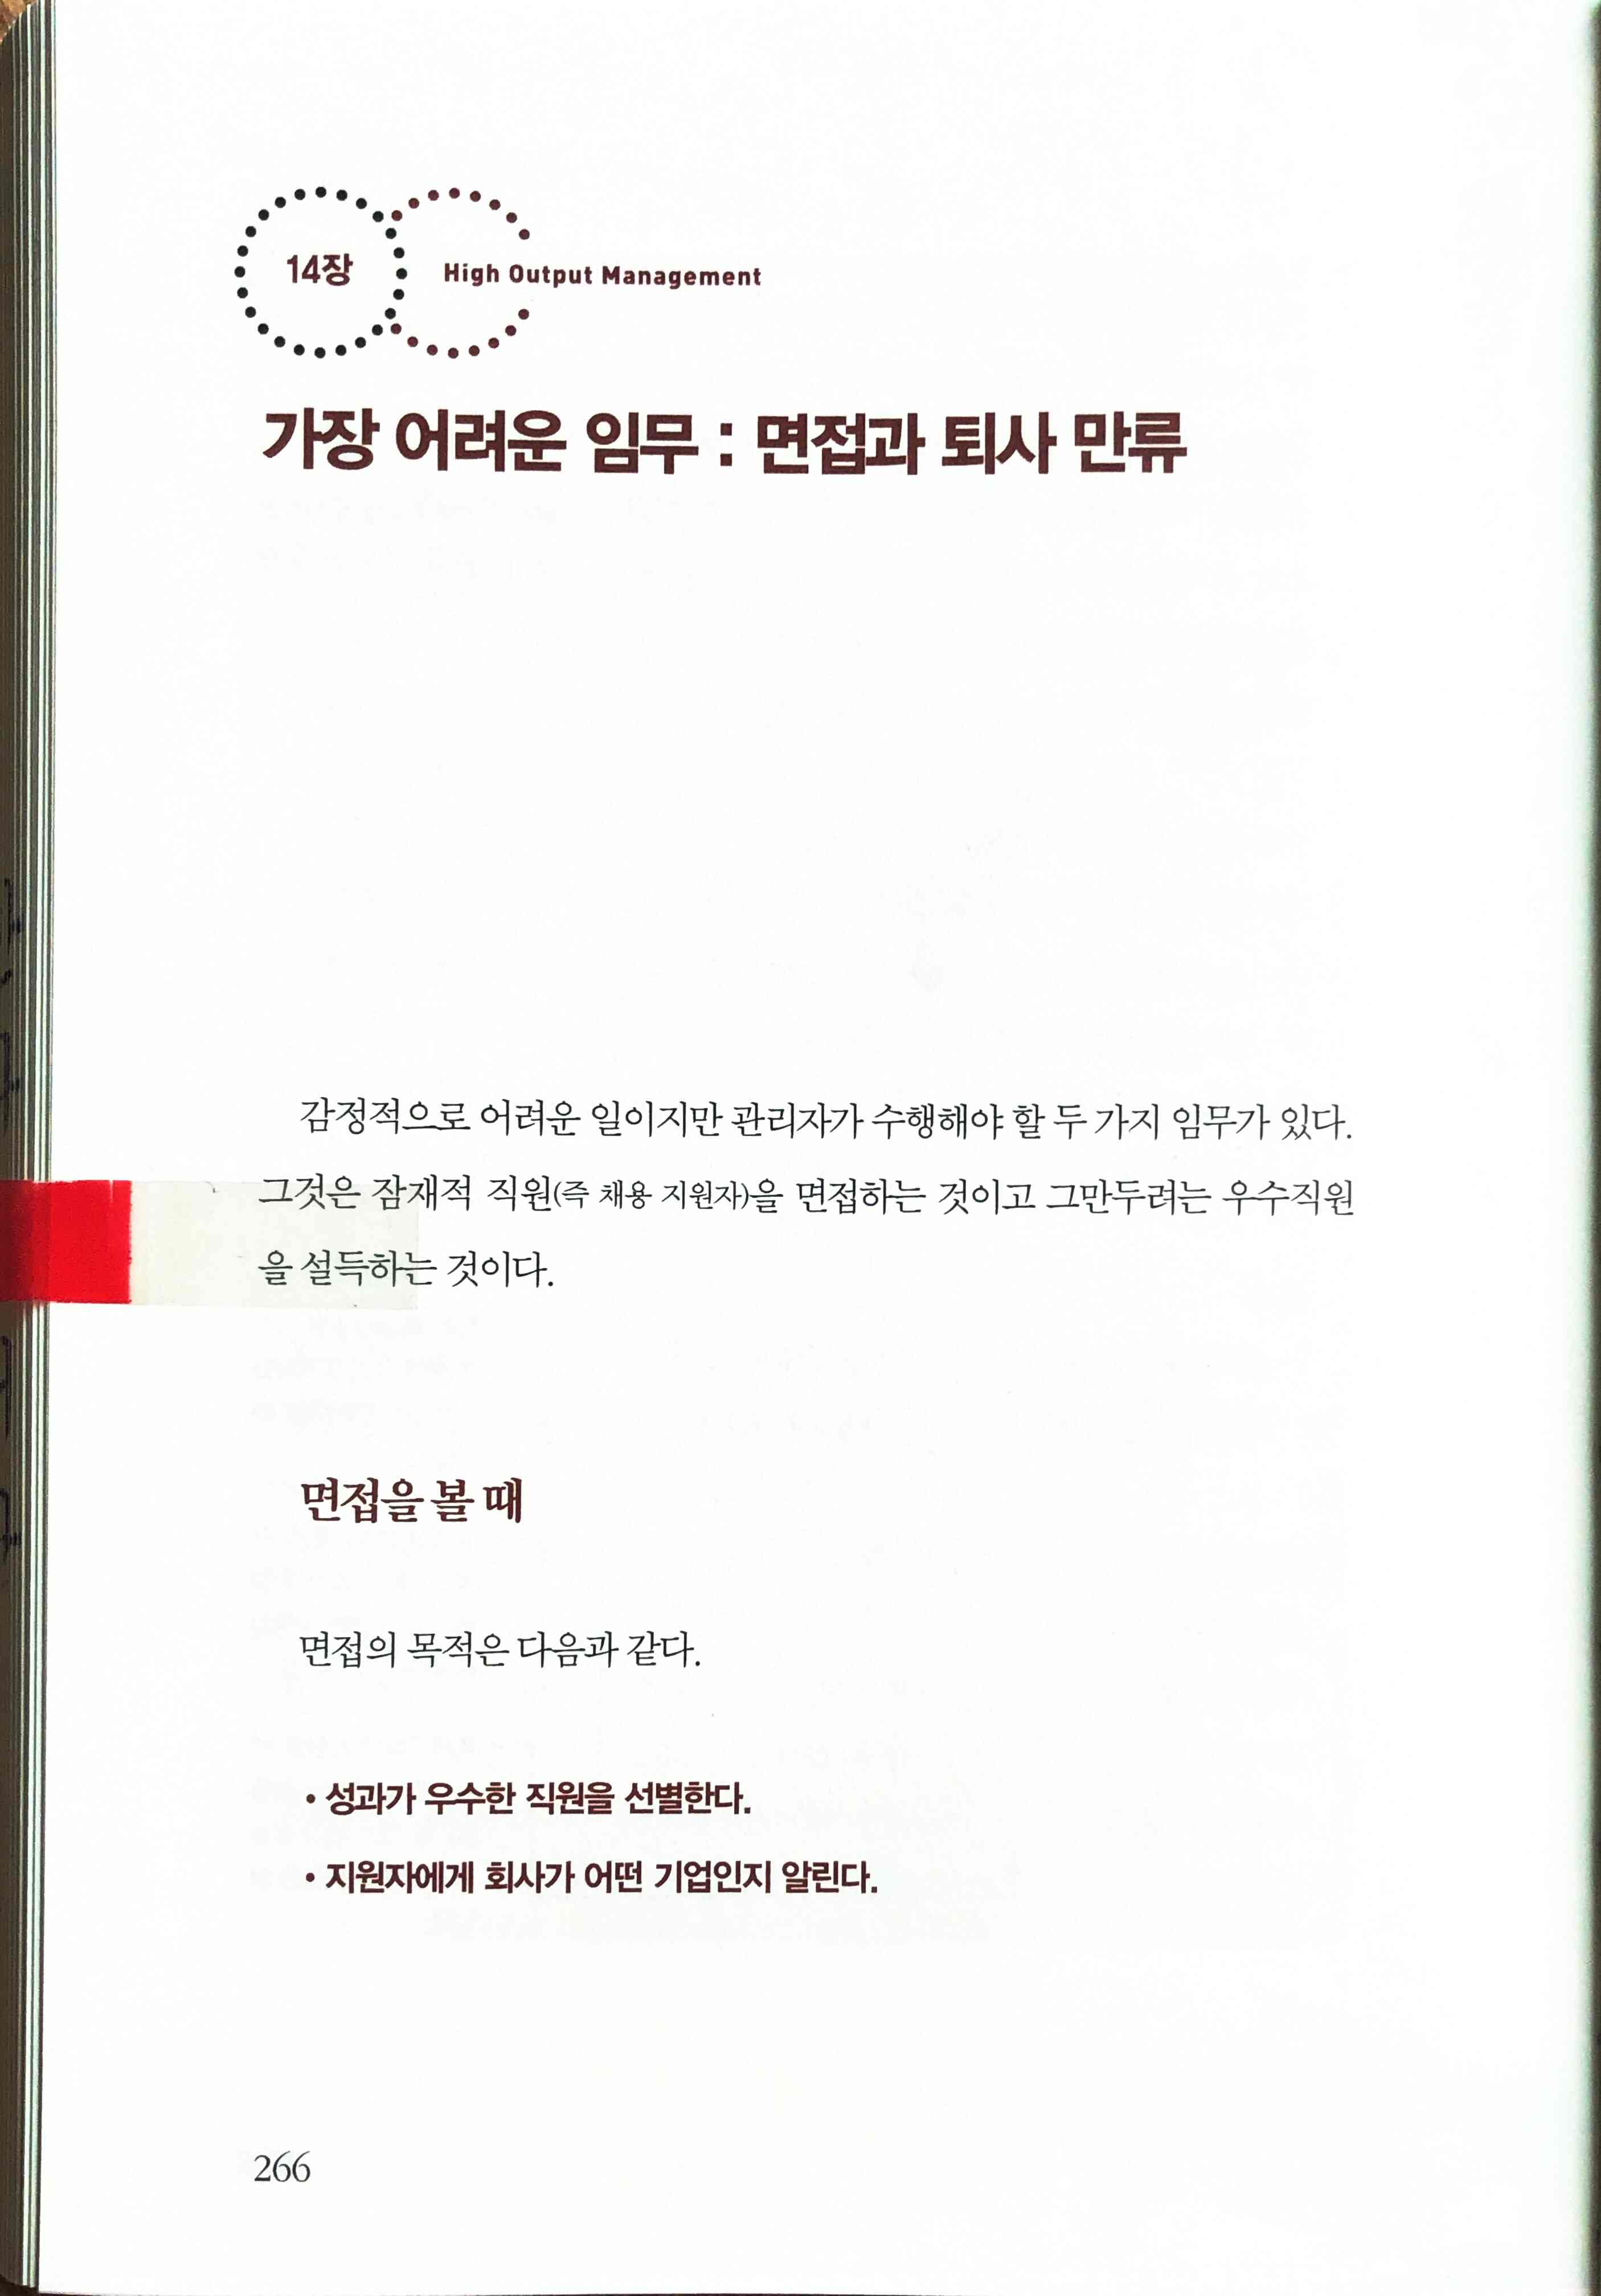 14장
High Output Management
가장 어려운 임무 : 면접과 퇴사 만류
감정적으로 어려운 일이지만 관리자가 수행해야 할 두 가지 임무가 있다.
그것은 잠재적 직원(즉 채용 지원자)을 면접하는 것이고 그만두려는 우수직원
을 설득하는 것이다.
면접을 볼 때
면접의 목적은 다음과 같다.
• 성과가 우수한 직원을 선별한다.
• 지원자에게 회사가 어떤 기업인지 알린다.
266